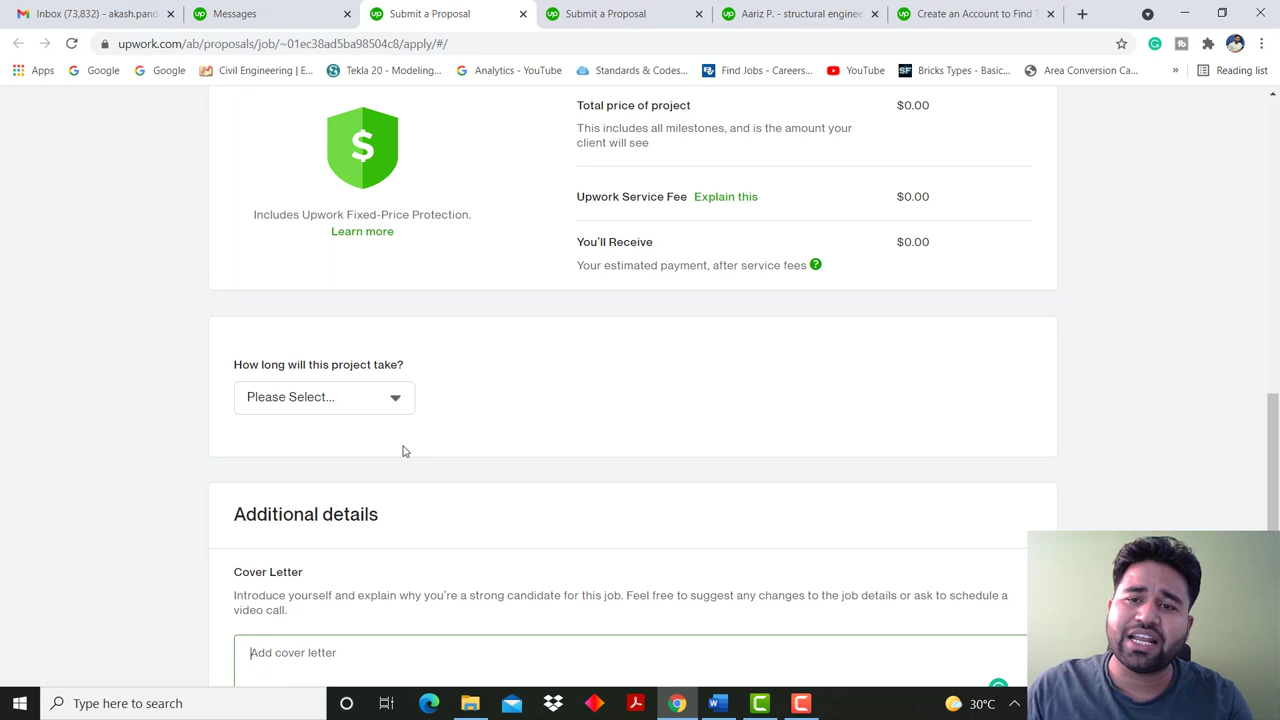 Inbox (73,832) - akash.pand
Messages
Submit a Proposal
Submit a Proposal
Aariz P. - structural enginee
Create an Account to Find T
upwork.com/ab/proposals/job/~01ec38ad5ba98504c8/apply/#/
Apps
Google
Google
Civil Engineering | E...
Tekla 20 - Modeling...
Analytics - YouTube
Standards & Codes...
Find Jobs - Careers...
YouTube
Bricks Types - Basic...
Area Conversion Ca...
»
Reading list
Total price of project $0.00
This includes all milestones, and is the amount your
client will see
Upwork Service Fee Explain this $0.00
You'll Receive $0.00
Your estimated payment, after service fees ?
$
Includes Upwork Fixed-Price Protection.
Learn more
How long will this project take?
Please Select...
Additional details
Cover Letter
Introduce yourself and explain why you're a strong candidate for this job. Feel free to suggest any changes to the job details or ask to schedule a
video call.
Add cover letter
Type here to search
30°C